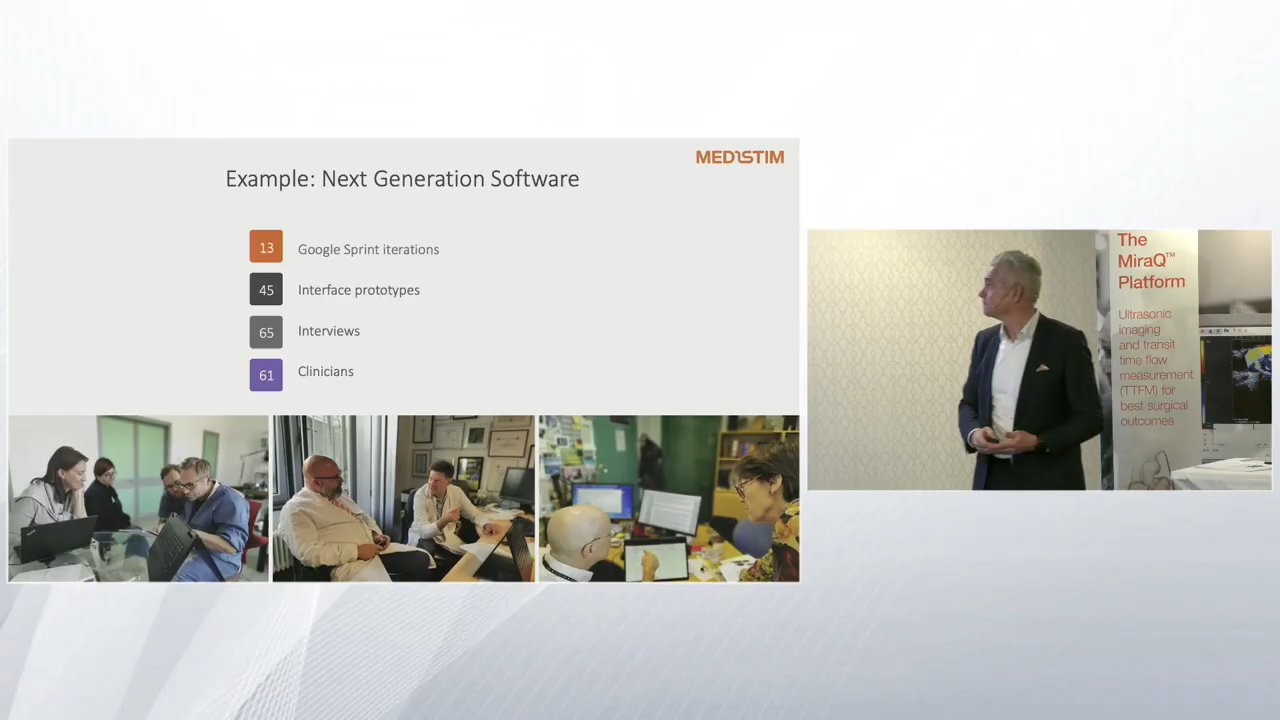 MEDISTIM
Example: Next Generation Software
13 Google Sprint iterations
45 Interface prototypes
65 Interviews
61 Clinicians
The
MiraQ™
Platform
Ultrasonic
imaging
and transit
time flow
measurement
(TTFM) for
best surgical
outcomes